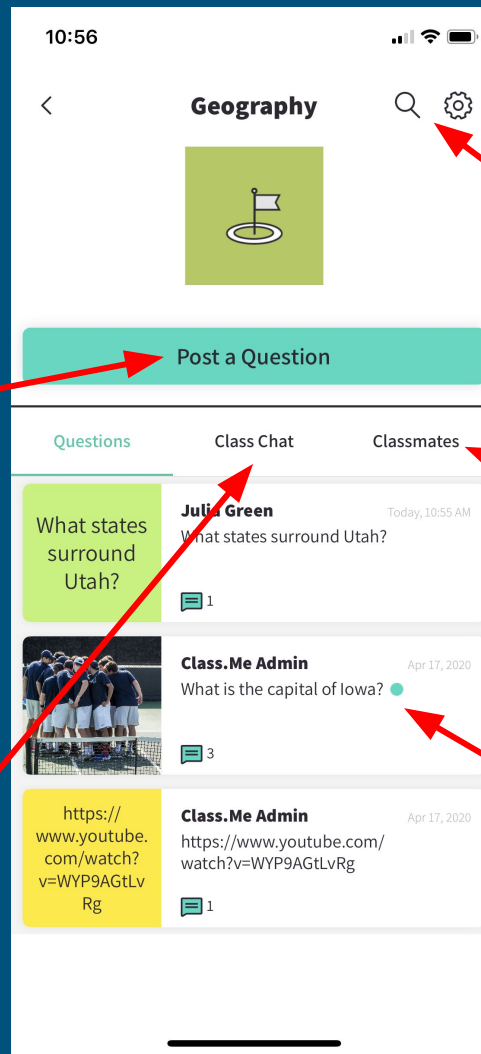 10:56
Geography
Post a Question
Questions Class Chat Classmates
What states
surround
Utah?
Julia Green Today, 10:55 AM
What states surround Utah?
1
Class.Me Admin Apr 17, 2020
What is the capital of Iowa?
3
https://
www.youtube.
com/watch?
v=WYP9AGtLv
Rg
Class.Me Admin Apr 17, 2020
https://www.youtube.com/
watch?v=WYP9AGtLvRg
1